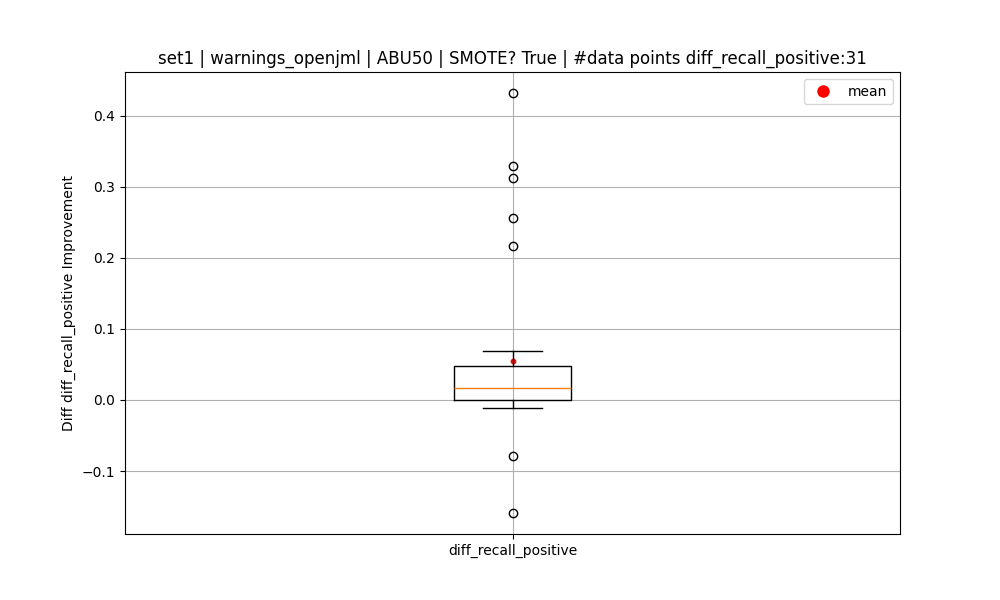 set1 | warnings_openjml | ABU50 | SMOTE? True | #data points diff_recall_positive:31
mean
Diff diff_recall_positive Improvement
0.4
0.3
0.2
0.1
0.0
−0.1
diff_recall_positive